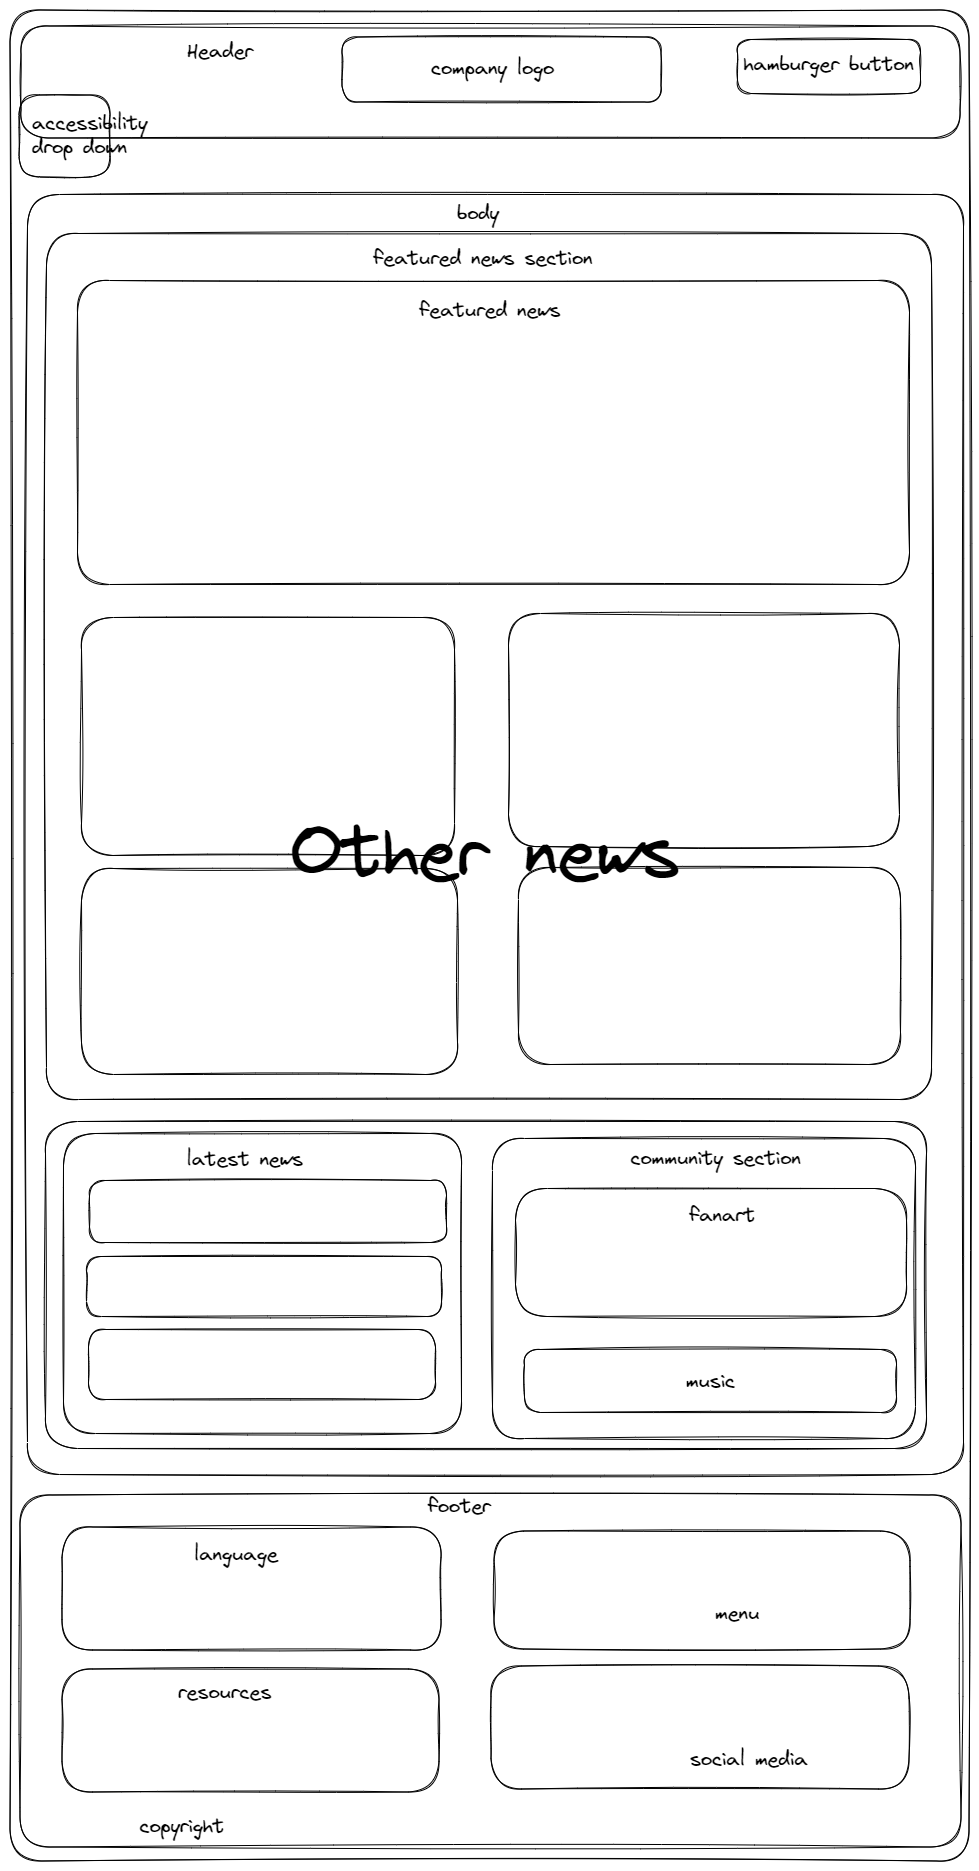 Header
company logo
hamburger button
accessibility
drop down
body
featured news section
featured news
Other news
latest news
community section
fanart
music
footer
language
menu
resources
social media
copyright